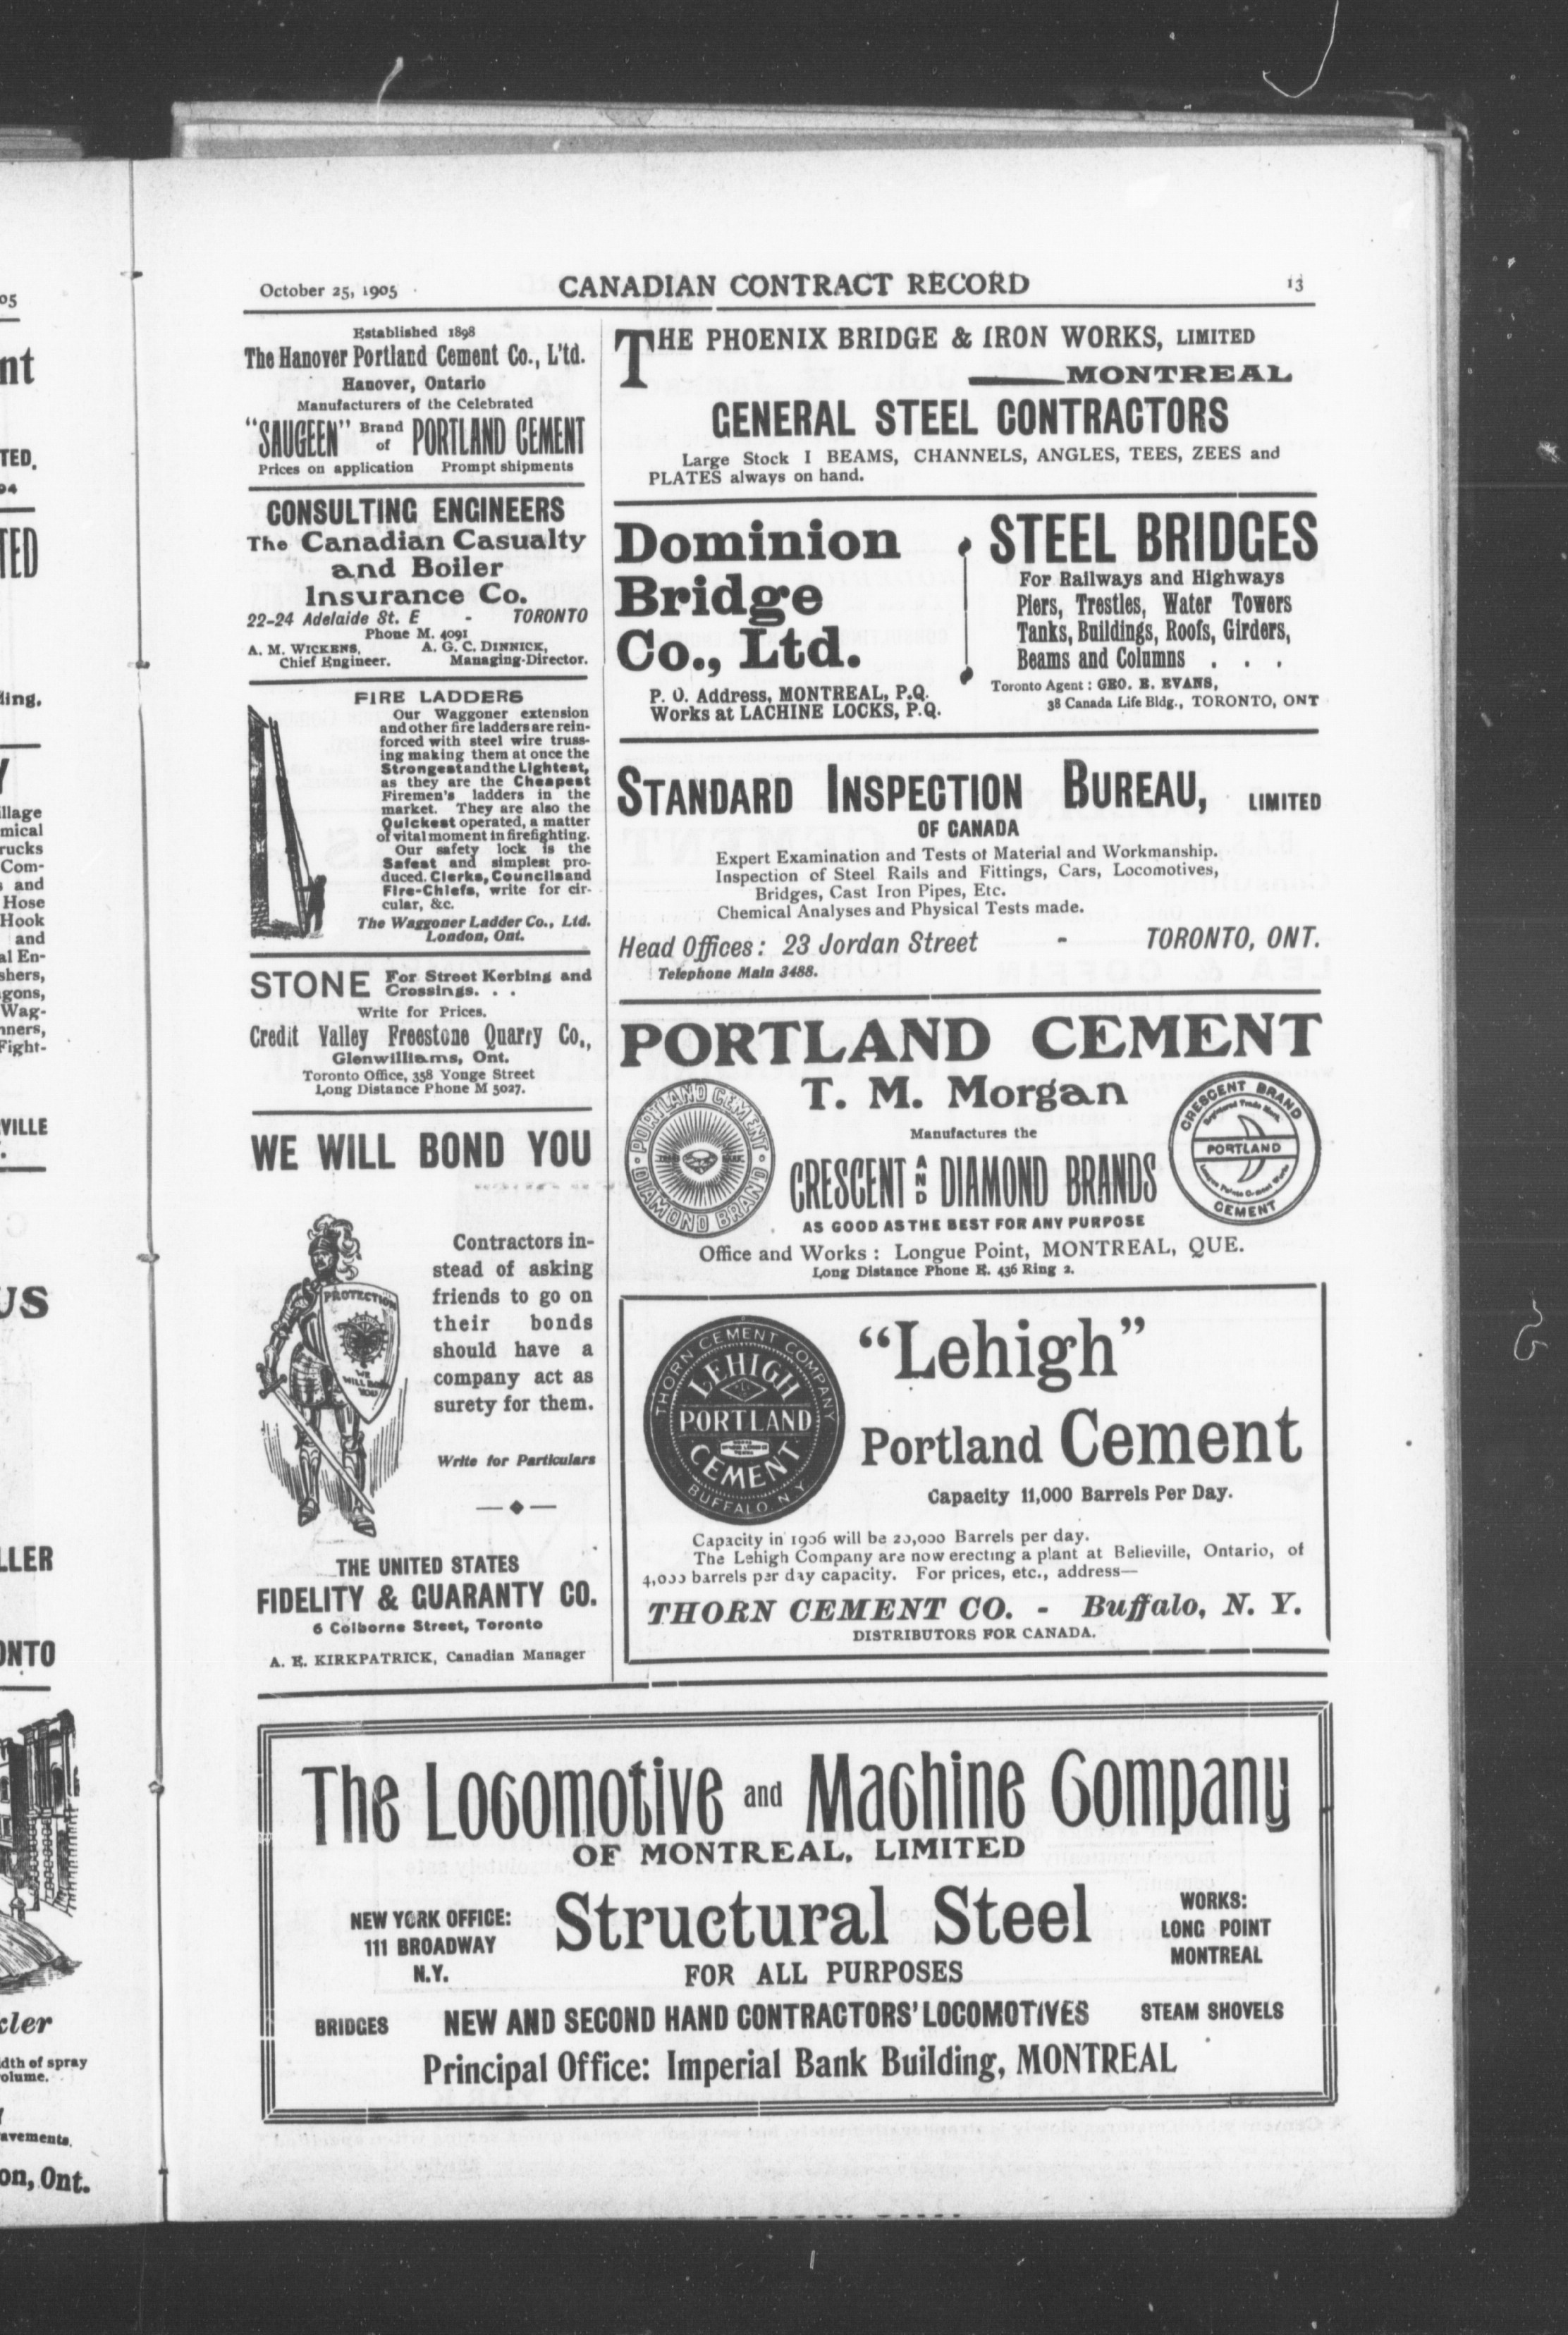 October 25, 1905 CANADIAN CONTRACT RECORD 13
Established 1898
The Hanover Portland Cement Co., L'td.
Hanover, Ontario
Manufacturers of the Celebrated
"SAUGEEN" Brand of PORTLAND CEMENT
Prices on application Prompt shipments
CONSULTING ENGINEERS
The Canadian Casualty
and Boiler
Insurance Co.
22-24 Adelaide St. E - TORONTO
Phone M. 4091
A. M. WICKENS, A. G. C. DINNICK,
Chief Engineer. Managing-Director.
FIRE LADDERS
Our Waggoner extension
and other fire ladders are rein-
forced with steel wire truss-
ing making them at once the
Strongest and the Lightest,
as they are the Cheapest
Firemen's ladders in the
market. They are also the
Quickest operated, a matter
of vital moment in firefighting.
Our safety lock is the
Safest and simplest pro-
duced. Clerks, Councils and
Fire-Chiefs, write for cir-
cular, &c.
The Waggoner Ladder Co., Ltd.
London, Ont.
STONE For Street Kerbing and
Crossings. . .
Write for Prices.
Credit Valley Freestone Quarry Co.,
Glenwilliams, Ont.
Toronto Office, 358 Yonge Street
Long Distance Phone M 5027.
WE WILL BOND YOU
PROTECTION
WE
WILL BOND
YOU
Contractors in-
stead of asking
friends to go on
their bonds
should have a
company act as
surety for them.
Write for Particulars
THE UNITED STATES
FIDELITY & GUARANTY CO.
6 Colborne Street, Toronto
A. E. KIRKPATRICK, Canadian Manager
THE PHOENIX BRIDGE & IRON WORKS, LIMITED
MONTREAL
GENERAL STEEL CONTRACTORS
Large Stock I BEAMS, CHANNELS, ANGLES, TEES, ZEES and
PLATES always on hand.
Dominion
Bridge
Co., Ltd.
P. O. Address, MONTREAL, P.Q.
Works at LACHINE LOCKS, P.Q.
STEEL BRIDGES
For Railways and Highways
Piers, Trestles, Water Towers
Tanks, Buildings, Roofs, Girders,
Beams and Columns . . .
Toronto Agent: GEO. E. EVANS,
38 Canada Life Bldg., TORONTO, ONT
STANDARD INSPECTION BUREAU, LIMITED
OF CANADA
Expert Examination and Tests of Material and Workmanship.
Inspection of Steel Rails and Fittings, Cars, Locomotives,
Bridges, Cast Iron Pipes, Etc.
Chemical Analyses and Physical Tests made.
Head Offices: 23 Jordan Street - TORONTO, ONT.
Telephone Main 3488.
PORTLAND CEMENT
T. M. Morgan
Manufactures the
CRESCENT AND DIAMOND BRANDS
AS GOOD AS THE BEST FOR ANY PURPOSE
PORTLAND CEMENT
DIAMOND BRAND
CRESCENT BRAND
Registered Trade Mark
PORTLAND
CEMENT
Office and Works: Longue Point, MONTREAL, QUE.
Long Distance Phone E. 436 Ring 2.
THORN CEMENT COMPANY
LEHIGH
PORTLAND
CEMENT
BUFFALO, N.Y.
"Lehigh"
Portland Cement
Capacity 11,000 Barrels Per Day.
Capacity in 1906 will be 20,000 Barrels per day.
The Lehigh Company are now erecting a plant at Belleville, Ontario, of
4,000 barrels per day capacity. For prices, etc., address—
THORN CEMENT CO. - Buffalo, N. Y.
DISTRIBUTORS FOR CANADA.
The Locomotive and Machine Company
OF MONTREAL, LIMITED
NEW YORK OFFICE:
111 BROADWAY
N.Y.
Structural Steel
FOR ALL PURPOSES
WORKS:
LONG POINT
MONTREAL
BRIDGES NEW AND SECOND HAND CONTRACTORS' LOCOMOTIVES STEAM SHOVELS
Principal Office: Imperial Bank Building, MONTREAL